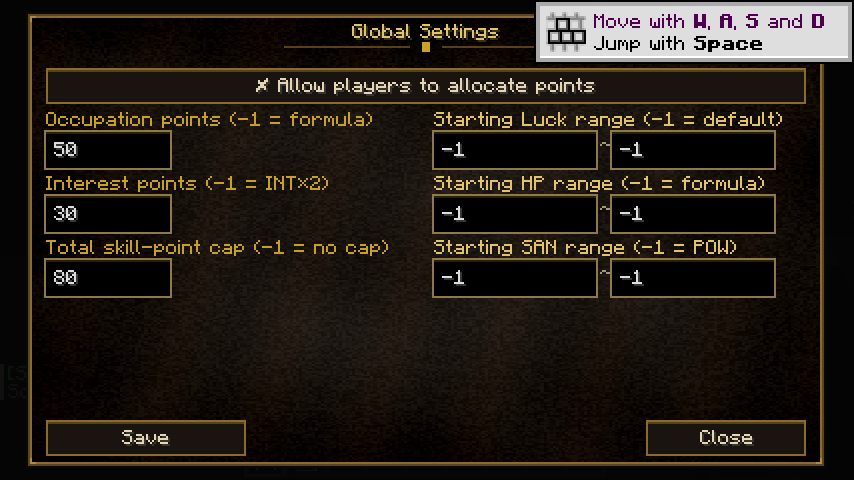 Global Settings
Move with W, A, S and D
Jump with Space
✘ Allow players to allocate points
Occupation points (-1 = formula)
50
Starting Luck range (-1 = default)
-1 ~ -1
Interest points (-1 = INT×2)
30
Starting HP range (-1 = formula)
-1 ~ -1
Total skill-point cap (-1 = no cap)
80
Starting SAN range (-1 = POW)
-1 ~ -1
Save
Close